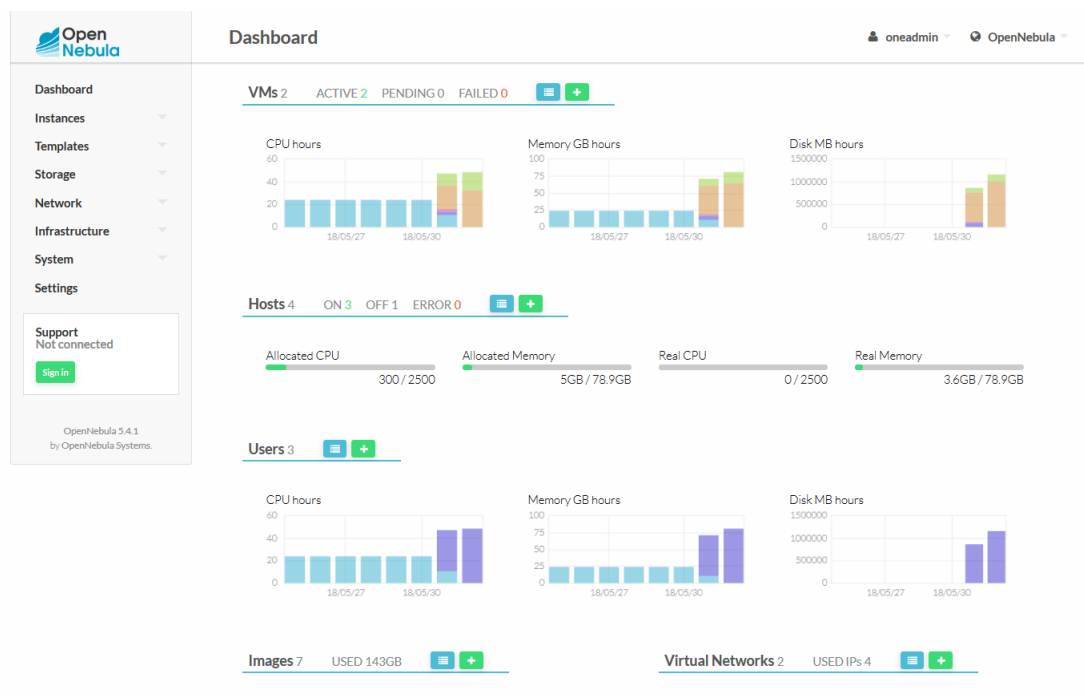 Open
Nebula
Dashboard
oneadmin
OpenNebula
Dashboard
Instances
Templates
Storage
Network
Infrastructure
System
Settings
Support
Not connected
Sign in
OpenNebula 5.4.1
by OpenNebula Systems.
VMs 2 ACTIVE 2 PENDING 0 FAILED 0
CPU hours
60
40
20
0
18/05/27 18/05/30
Memory GB hours
100
75
50
25
0
18/05/27 18/05/30
Disk MB hours
1500000
1000000
500000
0
18/05/27 18/05/30
Hosts 4 ON 3 OFF 1 ERROR 0
Allocated CPU
300 / 2500
Allocated Memory
5GB / 78.9GB
Real CPU
0 / 2500
Real Memory
3.6GB / 78.9GB
Users 3
CPU hours
60
40
20
0
18/05/27 18/05/30
Memory GB hours
100
75
50
25
0
18/05/27 18/05/30
Disk MB hours
1500000
1000000
500000
0
18/05/27 18/05/30
Images 7 USED 143GB
Virtual Networks 2 USED IPs 4